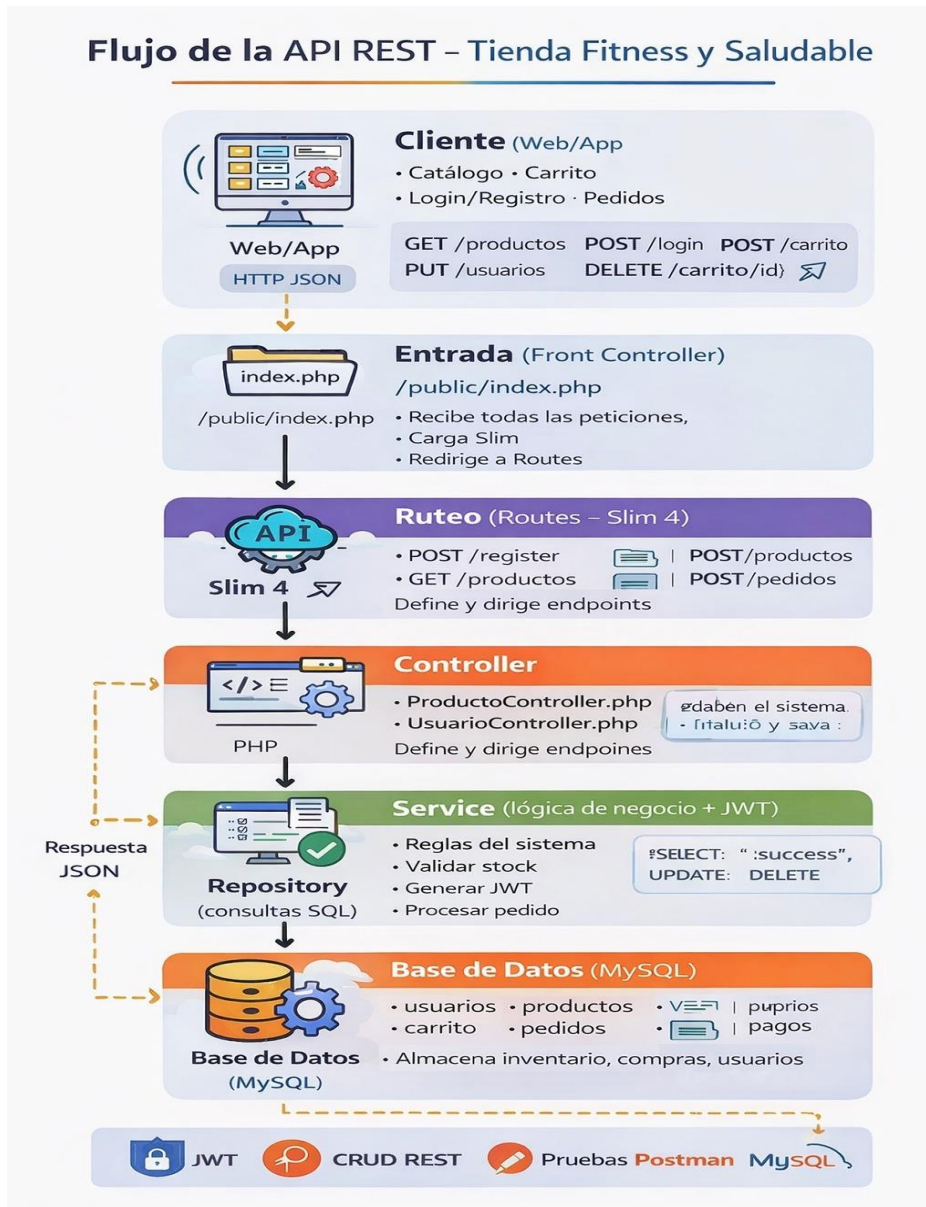 Flujo de la API REST – Tienda Fitness y Saludable
Cliente (Web/App
• Catálogo · Carrito
• Login/Registro · Pedidos
Web/App
HTTP JSON
GET /productos POST /login POST /carrito
PUT /usuarios DELETE /carrito/id}
Entrada (Front Controller)
index.php
/public/index.php
/public/index.php
• Recibe todas las peticiones,
• Carga Slim
• Redirige a Routes
Ruteo (Routes – Slim 4)
API
Slim 4
• POST /register | POST/productos
• GET /productos | POST/pedidos
Define y dirige endpoints
Controller
</>
PHP
• ProductoController.php
• UsuarioController.php
Define y dirige endpoines
en el sistema.
Service (lógica de negocio + JWT)
Repository
(consultas SQL)
• Reglas del sistema
• Validar stock
• Generar JWT
• Procesar pedido
SELECT: " :success",
UPDATE: DELETE
Respuesta
JSON
Base de Datos (MySQL)
• usuarios • productos
• carrito • pedidos • | pagos
• Almacena inventario, compras, usuarios
Base de Datos
(MySQL)
JWT CRUD REST Pruebas Postman MySQL